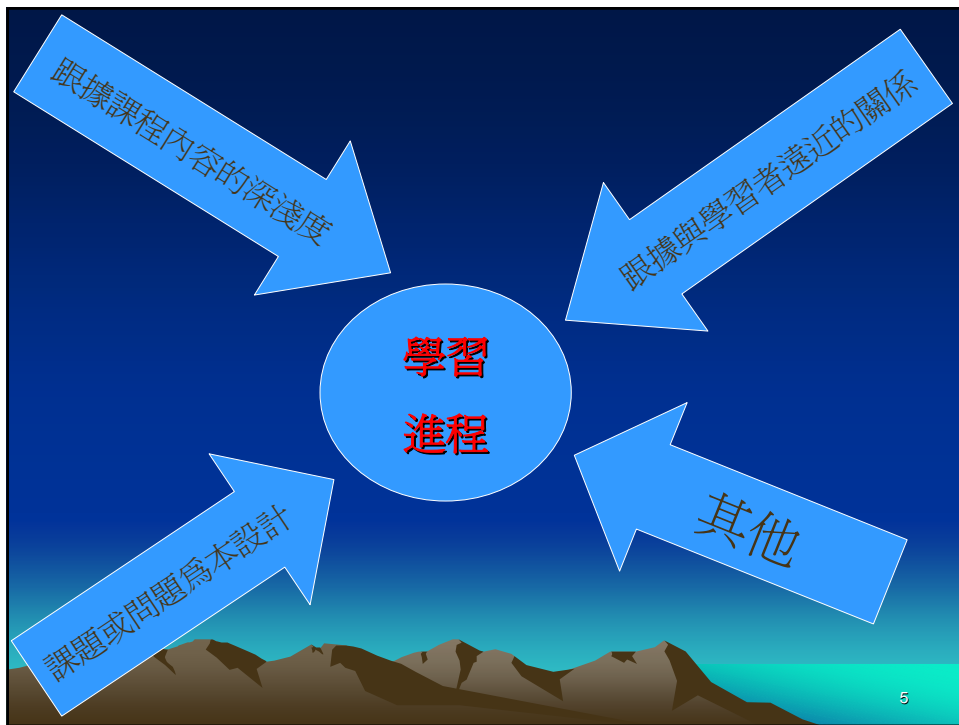 跟據課程內容的深淺度
跟據與學習者遠近的關係
學習
進程
課題或問題為本設計
其他
5